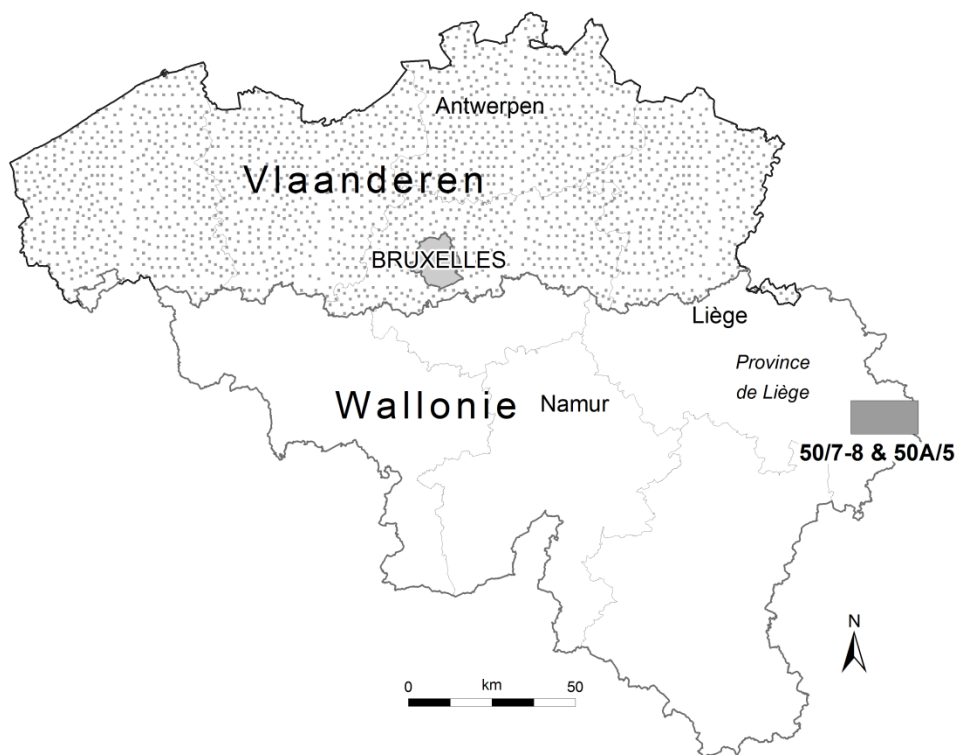 Antwerpen
Vlaanderen
BRUXELLES
Liège
Province
de Liège
Wallonie
Namur
50/7-8 & 50A/5
N
0 km 50